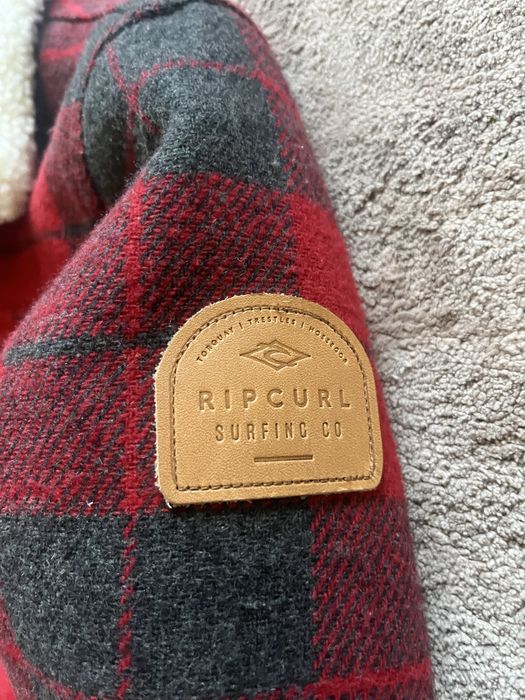 TORQUAY | TRESTLES | HOSSEGOR
RIPCURL
SURFING CO